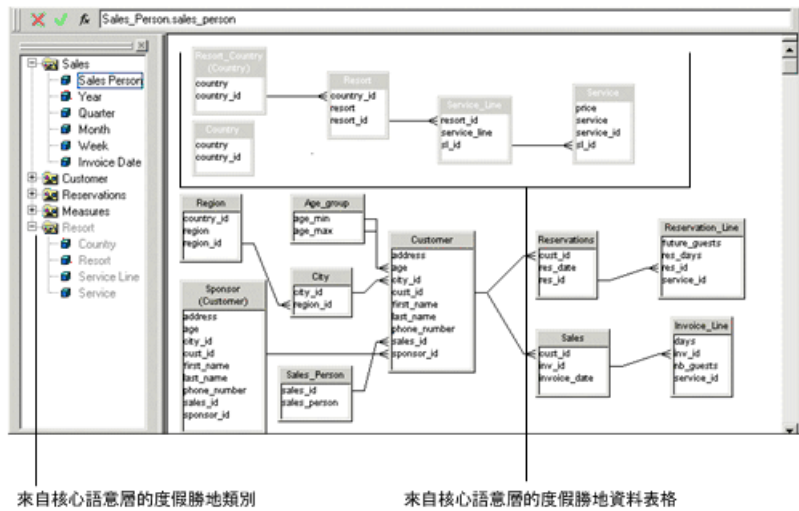 Sales_Person.sales_person
Sales
Sales Person
Year
Quarter
Month
Week
Invoice Date
Customer
Reservations
Measures
Resort
Country
Resort
Service Line
Service
Resort_Country
(Country)
country
country_id
Country
country
country_id
Resort
country_id
resort
resort_id
Service_Line
resort_id
service_line
sl_id
Service
price
service
service_id
sl_id
Region
country_id
region
region_id
Age_group
age_min
age_max
City
city_id
region_id
Sponsor
(Customer)
address
age
city_id
cust_id
first_name
last_name
phone_number
sales_id
sponsor_id
Sales_Person
sales_id
sales_person
Customer
address
age
city_id
cust_id
first_name
last_name
phone_number
sales_id
sponsor_id
Reservations
cust_id
res_date
res_id
Reservation_Line
future_guests
res_days
res_id
service_id
Sales
cust_id
inv_id
invoice_date
Invoice_Line
days
inv_id
nb_guests
service_id
來自核心語意層的度假勝地類別
來自核心語意層的度假勝地資料表格